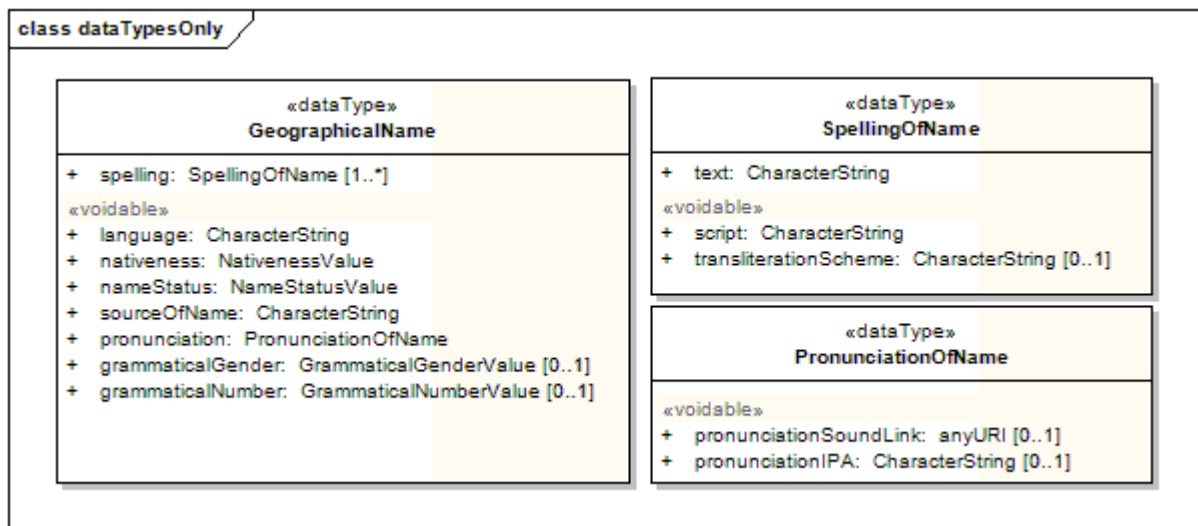 class dataTypesOnly
«dataType»
GeographicalName
+ spelling: SpellingOfName [1..*]
«voidable»
+ language: CharacterString
+ nativeness: NativenessValue
+ nameStatus: NameStatusValue
+ sourceOfName: CharacterString
+ pronunciation: PronunciationOfName
+ grammaticalGender: GrammaticalGenderValue [0..1]
+ grammaticalNumber: GrammaticalNumberValue [0..1]
«dataType»
SpellingOfName
+ text: CharacterString
«voidable»
+ script: CharacterString
+ transliterationScheme: CharacterString [0..1]
«dataType»
PronunciationOfName
«voidable»
+ pronunciationSoundLink: anyURI [0..1]
+ pronunciationIPA: CharacterString [0..1]